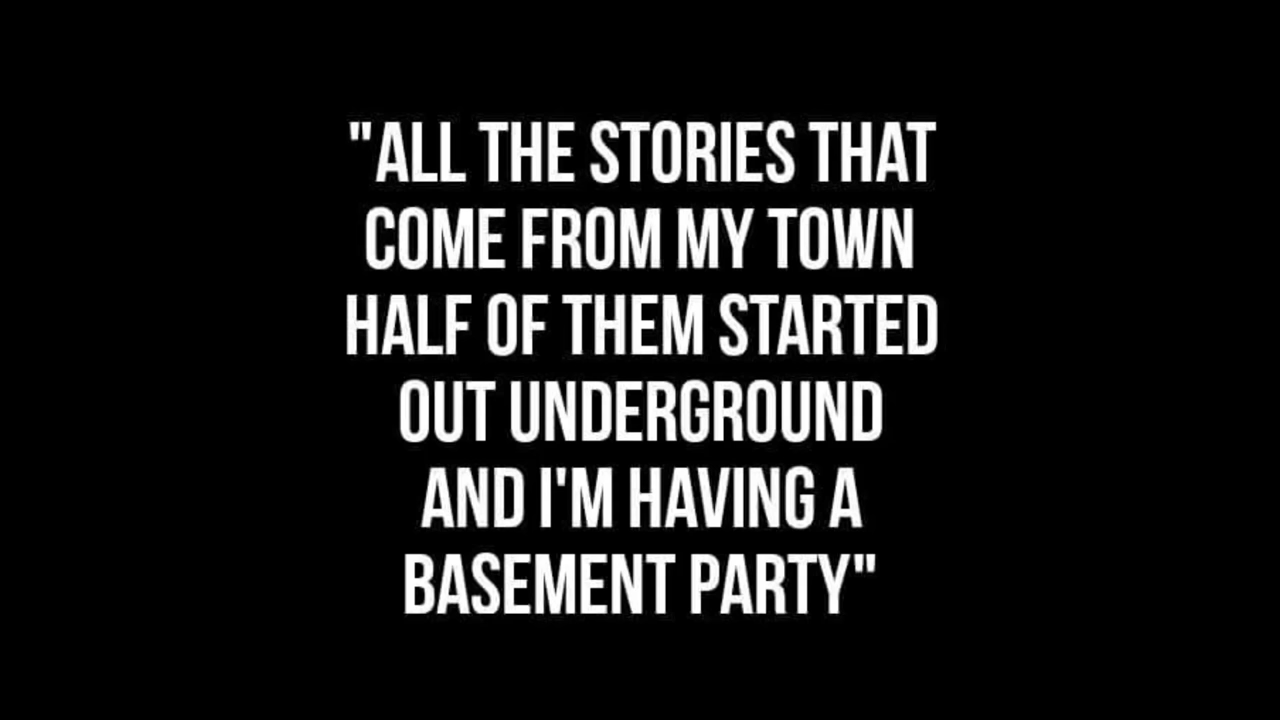 "ALL THE STORIES THAT
COME FROM MY TOWN
HALF OF THEM STARTED
OUT UNDERGROUND
AND I'M HAVING A
BASEMENT PARTY"